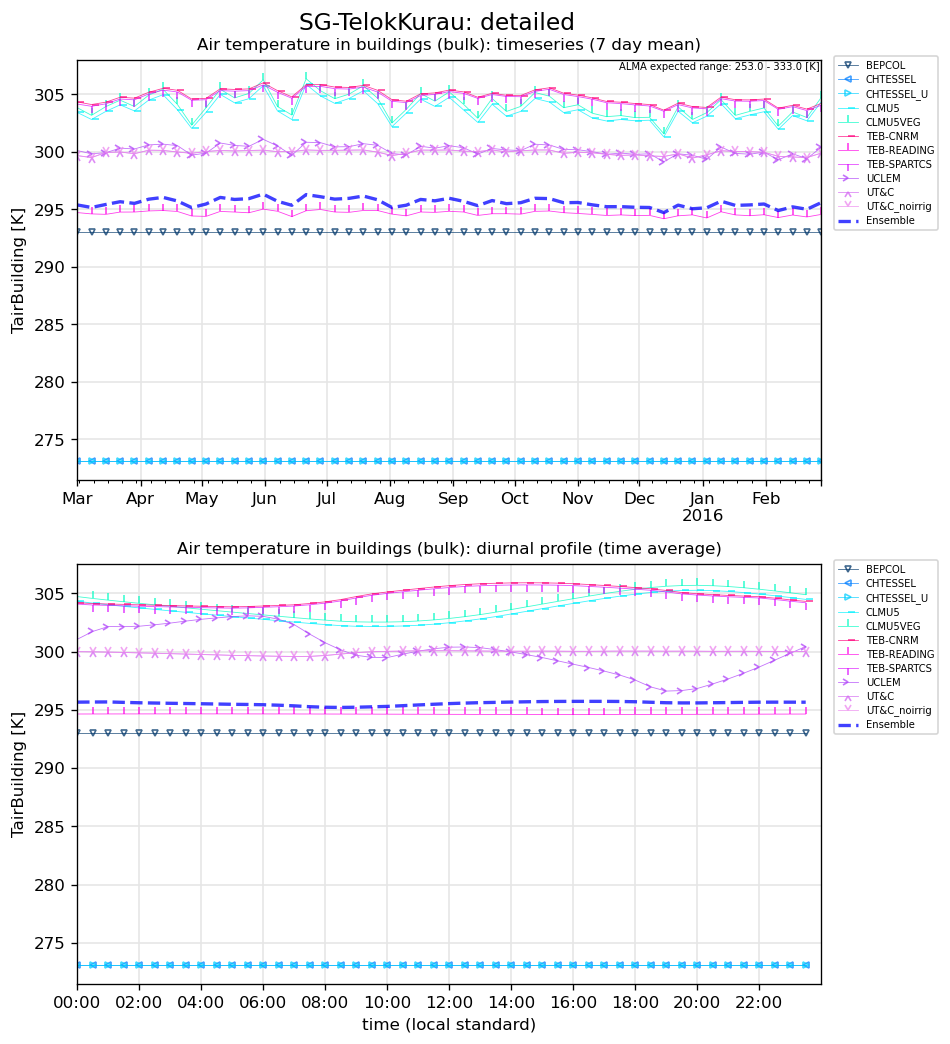 SG-TelokKurau: detailed
Air temperature in buildings (bulk): timeseries (7 day mean)
ALMA expected range: 253.0 - 333.0 [K]
TairBuilding [K]
305
300
295
290
285
280
275
Mar Apr May Jun Jul Aug Sep Oct Nov Dec Jan Feb
2016
BEPCOL
CHTESSEL
CHTESSEL_U
CLMU5
CLMU5VEG
TEB-CNRM
TEB-READING
TEB-SPARTCS
UCLEM
UT&C
UT&C_noirrig
Ensemble
Air temperature in buildings (bulk): diurnal profile (time average)
TairBuilding [K]
305
300
295
290
285
280
275
00:00 02:00 04:00 06:00 08:00 10:00 12:00 14:00 16:00 18:00 20:00 22:00
time (local standard)
BEPCOL
CHTESSEL
CHTESSEL_U
CLMU5
CLMU5VEG
TEB-CNRM
TEB-READING
TEB-SPARTCS
UCLEM
UT&C
UT&C_noirrig
Ensemble